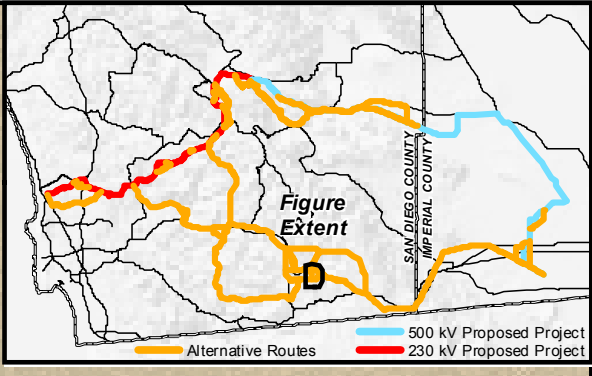 Figure
Extent
D
SAN DIEGO COUNTY
IMPERIAL COUNTY
500 kV Proposed Project
Alternative Routes
230 kV Proposed Project